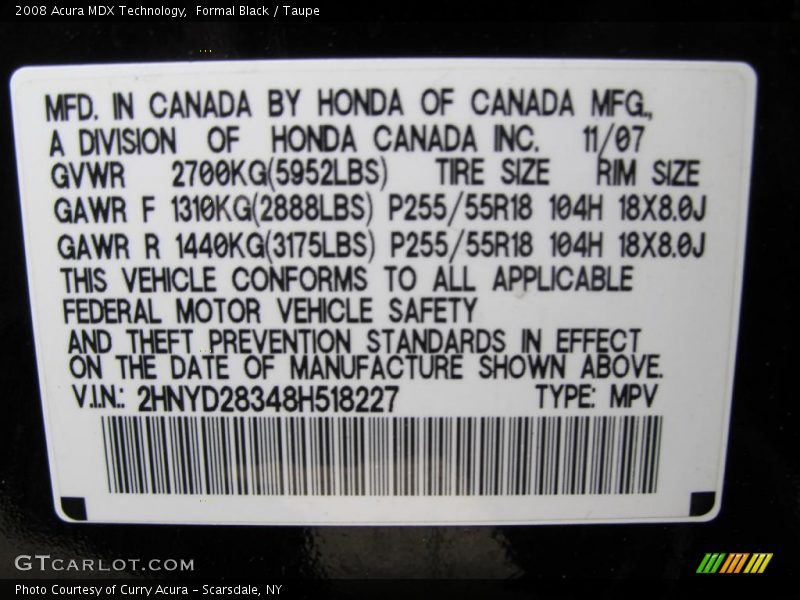 2008 Acura MDX Technology,  Formal Black / Taupe
MFD. IN CANADA BY HONDA OF CANADA MFG.,
A DIVISION OF HONDA CANADA INC. 11/07
GVWR 2700KG(5952LBS) TIRE SIZE RIM SIZE
GAWR F 1310KG(2888LBS) P255/55R18 104H 18X8.0J
GAWR R 1440KG(3175LBS) P255/55R18 104H 18X8.0J
THIS VEHICLE CONFORMS TO ALL APPLICABLE
FEDERAL MOTOR VEHICLE SAFETY
AND THEFT PREVENTION STANDARDS IN EFFECT
ON THE DATE OF MANUFACTURE SHOWN ABOVE.
V.I.N.: 2HNYD28348H518227 TYPE: MPV
GTCARLOT.COM
Photo Courtesy of Curry Acura - Scarsdale, NY